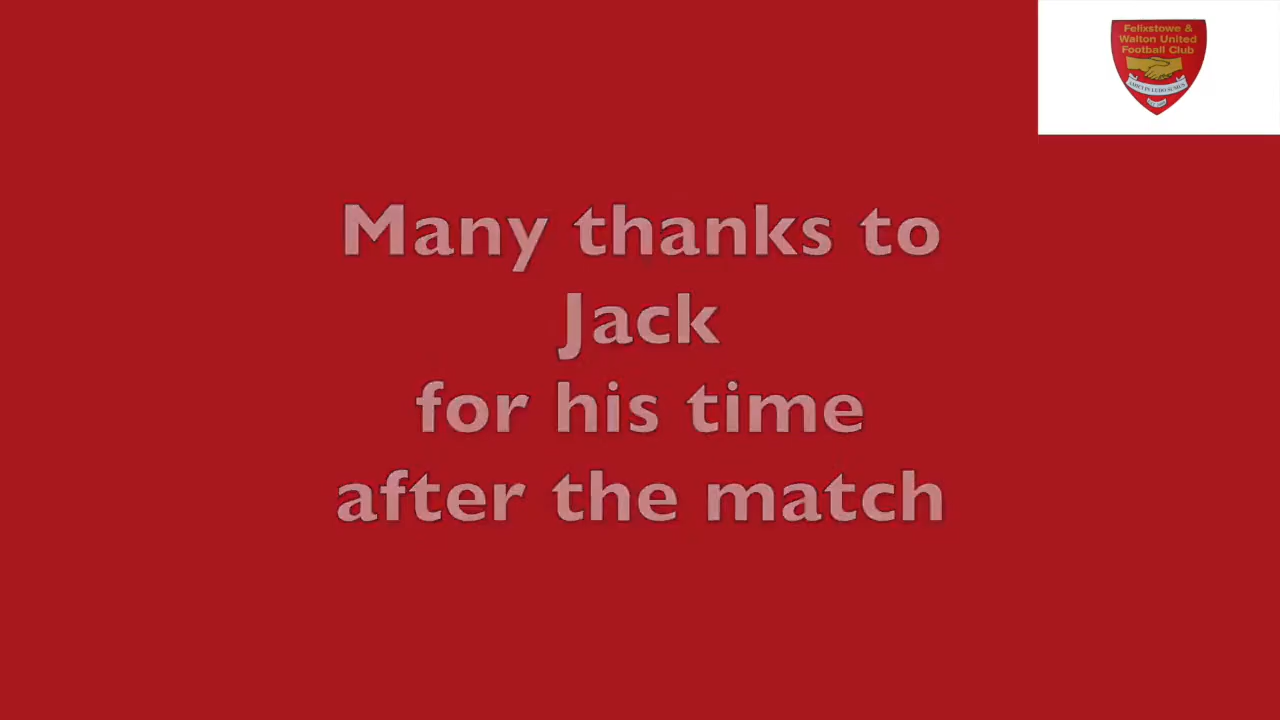 Felixstowe &
Walton United
Football Club
Many thanks to
Jack
for his time
after the match